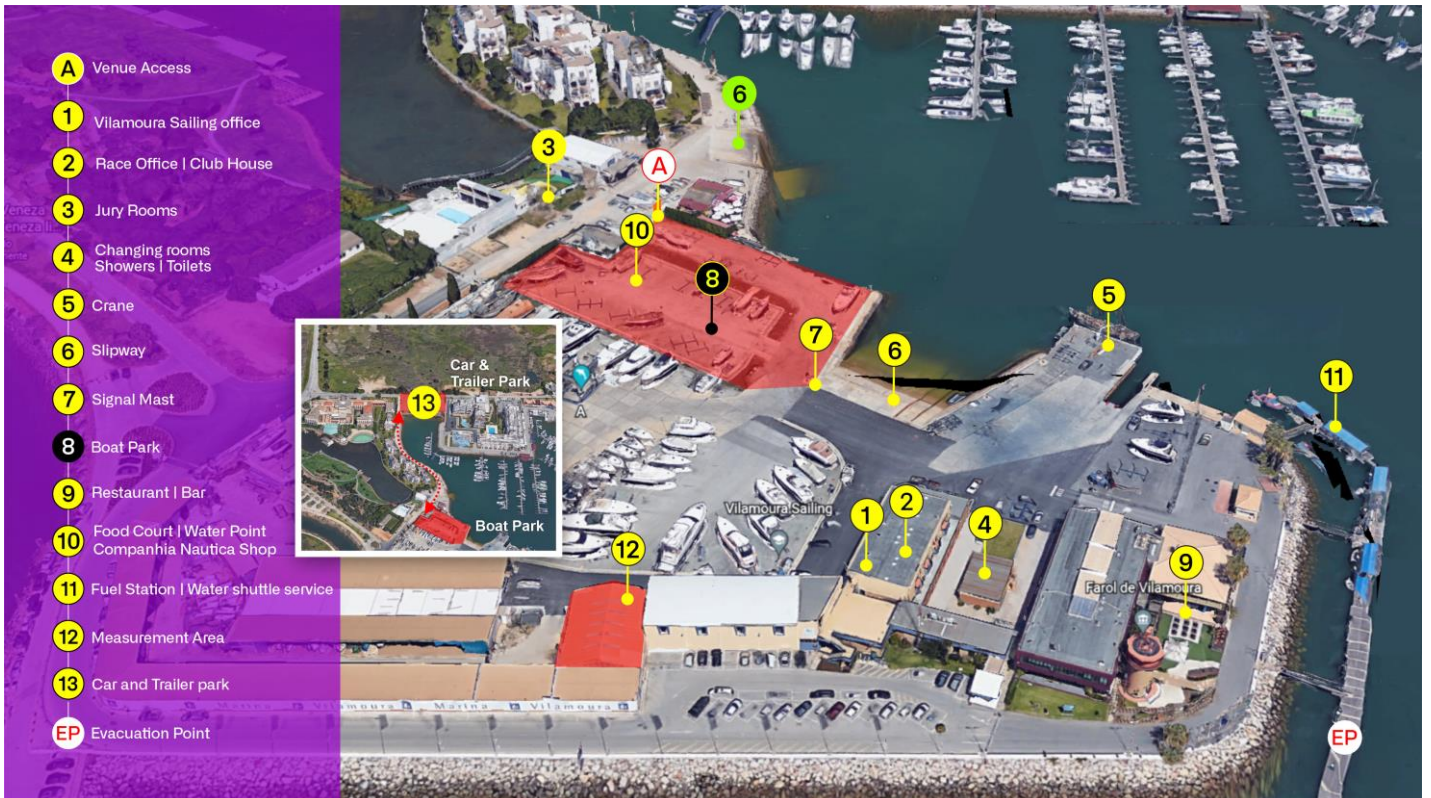 A Venue Access
1 Vilamoura Sailing office
2 Race Office | Club House
3 Jury Rooms
4 Changing rooms
Showers | Toilets
5 Crane
6 Slipway
7 Signal Mast
8 Boat Park
9 Restaurant | Bar
10 Food Court | Water Point
Companhia Nautica Shop
11 Fuel Station | Water shuttle service
12 Measurement Area
13 Car and Trailer park
EP Evacuation Point
6
3
A
10
8
5
7
6
11
A
Car &
Trailer Park
13
Boat Park
Vilamoura Sailing
1
2
4
12
9
Farol de Vilamoura
Marina
Vilamoura
EP